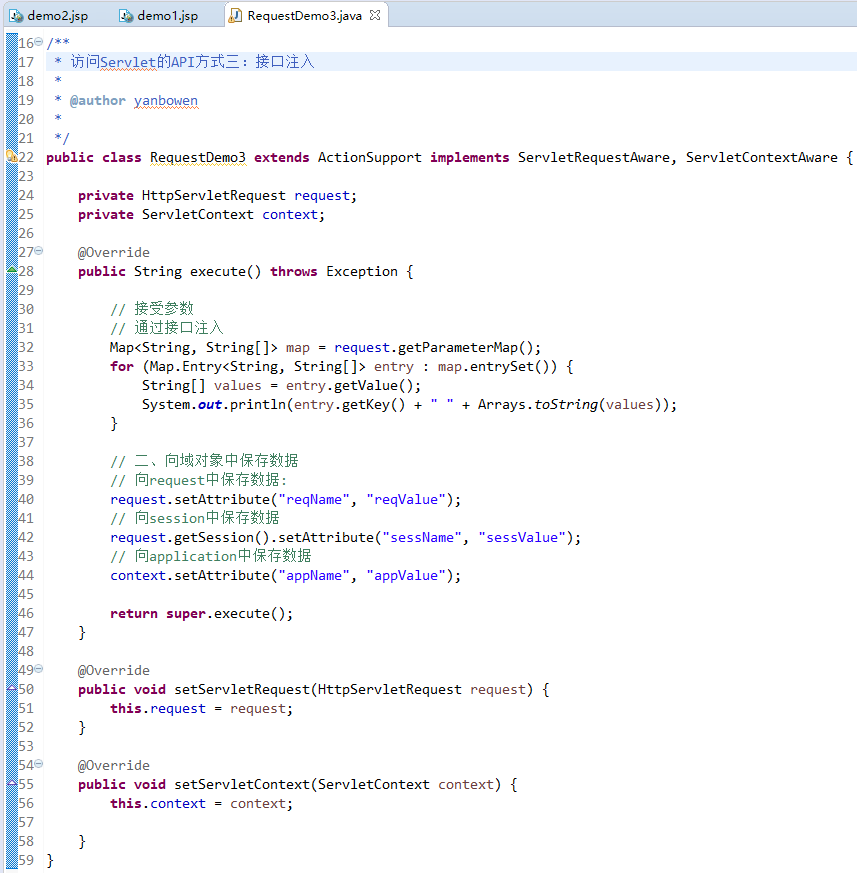 demo2.jsp demo1.jsp RequestDemo3.java
16 /**
17  * 访问Servlet的API方式三：接口注入
18  *
19  * @author yanbowen
20  *
21  */
22 public class RequestDemo3 extends ActionSupport implements ServletRequestAware, ServletContextAware {
23
24     private HttpServletRequest request;
25     private ServletContext context;
26
27     @Override
28     public String execute() throws Exception {
29
30         // 接受参数
31         // 通过接口注入
32         Map<String, String[]> map = request.getParameterMap();
33         for (Map.Entry<String, String[]> entry : map.entrySet()) {
34             String[] values = entry.getValue();
35             System.out.println(entry.getKey() + " " + Arrays.toString(values));
36         }
37
38         // 二、向域对象中保存数据
39         // 向request中保存数据:
40         request.setAttribute("reqName", "reqValue");
41         // 向session中保存数据
42         request.getSession().setAttribute("sessName", "sessValue");
43         // 向application中保存数据
44         context.setAttribute("appName", "appValue");
45
46         return super.execute();
47     }
48
49     @Override
50     public void setServletRequest(HttpServletRequest request) {
51         this.request = request;
52     }
53
54     @Override
55     public void setServletContext(ServletContext context) {
56         this.context = context;
57
58     }
59 }